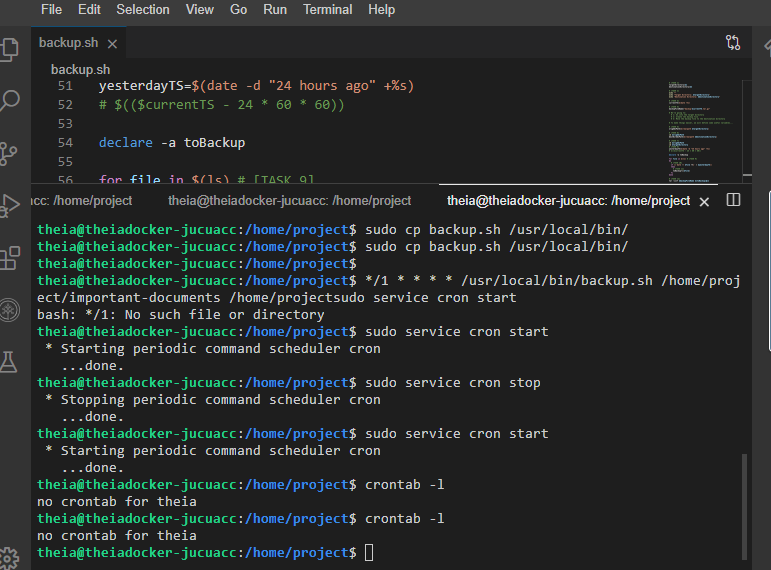 File Edit Selection View Go Run Terminal Help
backup.sh
backup.sh
51 yesterdayTS=$(date -d "24 hours ago" +%s)
52 # $(($currentTS - 24 * 60 * 60))
53
54 declare -a toBackup
55
56 for file in $(ls) # [TASK 9]
acc: /home/project theia@theiadocker-jucuacc: /home/project theia@theiadocker-jucuacc: /home/project
theia@theiadocker-jucuacc:/home/project$ sudo cp backup.sh /usr/local/bin/
theia@theiadocker-jucuacc:/home/project$ sudo cp backup.sh /usr/local/bin/
theia@theiadocker-jucuacc:/home/project$
theia@theiadocker-jucuacc:/home/project$ */1 * * * * /usr/local/bin/backup.sh /home/proj
ect/important-documents /home/projectsudo service cron start
bash: */1: No such file or directory
theia@theiadocker-jucuacc:/home/project$ sudo service cron start
* Starting periodic command scheduler cron
...done.
theia@theiadocker-jucuacc:/home/project$ sudo service cron stop
* Stopping periodic command scheduler cron
...done.
theia@theiadocker-jucuacc:/home/project$ sudo service cron start
* Starting periodic command scheduler cron
...done.
theia@theiadocker-jucuacc:/home/project$ crontab -l
no crontab for theia
theia@theiadocker-jucuacc:/home/project$ crontab -l
no crontab for theia
theia@theiadocker-jucuacc:/home/project$